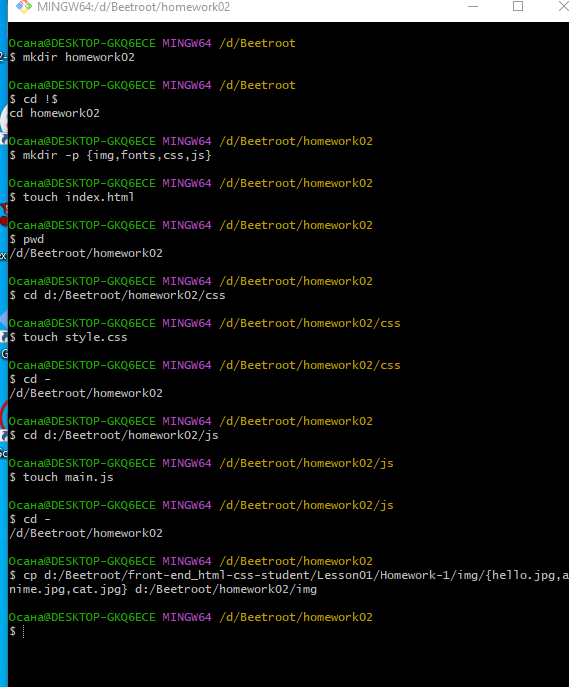 MINGW64:/d/Beetroot/homework02
Осана@DESKTOP-GKQ6ECE MINGW64 /d/Beetroot
$ mkdir homework02
Осана@DESKTOP-GKQ6ECE MINGW64 /d/Beetroot
$ cd !$
cd homework02
Осана@DESKTOP-GKQ6ECE MINGW64 /d/Beetroot/homework02
$ mkdir -p {img,fonts,css,js}
Осана@DESKTOP-GKQ6ECE MINGW64 /d/Beetroot/homework02
$ touch index.html
Осана@DESKTOP-GKQ6ECE MINGW64 /d/Beetroot/homework02
$ pwd
/d/Beetroot/homework02
Осана@DESKTOP-GKQ6ECE MINGW64 /d/Beetroot/homework02
$ cd d:/Beetroot/homework02/css
Осана@DESKTOP-GKQ6ECE MINGW64 /d/Beetroot/homework02/css
$ touch style.css
Осана@DESKTOP-GKQ6ECE MINGW64 /d/Beetroot/homework02/css
$ cd -
/d/Beetroot/homework02
Осана@DESKTOP-GKQ6ECE MINGW64 /d/Beetroot/homework02
$ cd d:/Beetroot/homework02/js
Осана@DESKTOP-GKQ6ECE MINGW64 /d/Beetroot/homework02/js
$ touch main.js
Осана@DESKTOP-GKQ6ECE MINGW64 /d/Beetroot/homework02/js
$ cd -
/d/Beetroot/homework02
Осана@DESKTOP-GKQ6ECE MINGW64 /d/Beetroot/homework02
$ cp d:/Beetroot/front-end_html-css-student/Lesson01/Homework-1/img/{hello.jpg,a
nime.jpg,cat.jpg} d:/Beetroot/homework02/img
Осана@DESKTOP-GKQ6ECE MINGW64 /d/Beetroot/homework02
$